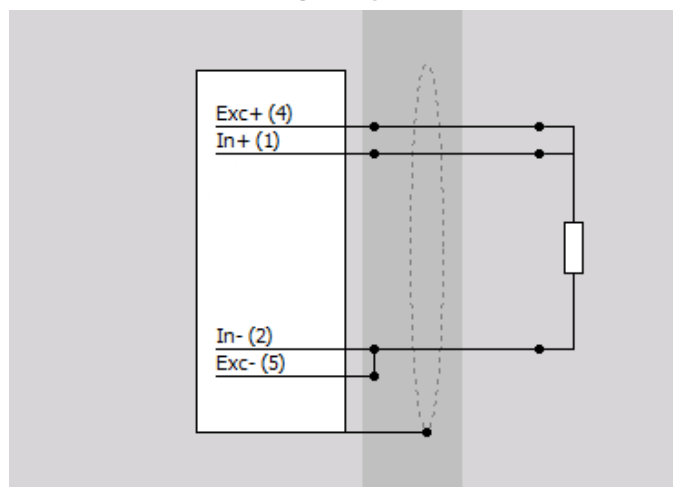 Exc+ (4)
In+ (1)
In- (2)
Exc- (5)